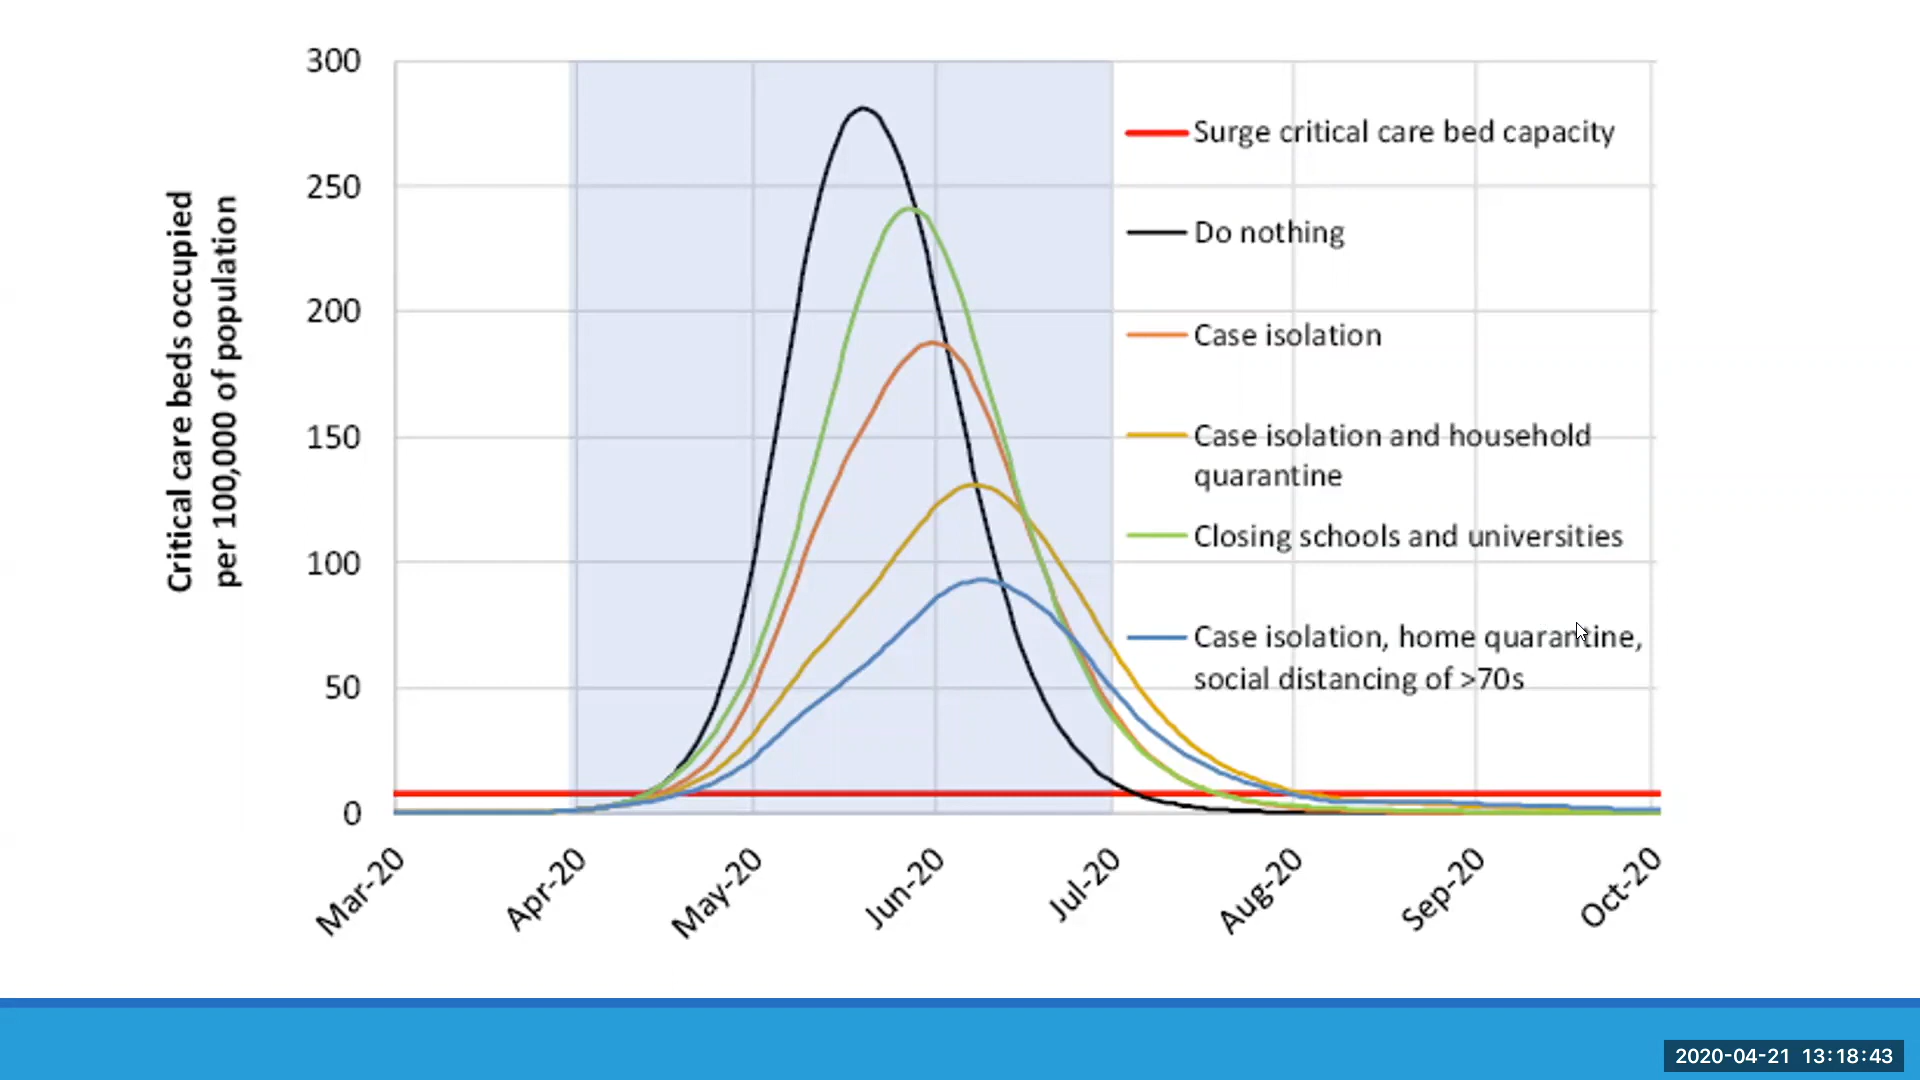 300
250
200
150
100
50
0
Critical care beds occupied
per 100,000 of population
Surge critical care bed capacity
Do nothing
Case isolation
Case isolation and household
quarantine
Closing schools and universities
Case isolation, home quarantine,
social distancing of >70s
Mar-20
Apr-20
May-20
Jun-20
Jul-20
Aug-20
Sep-20
Oct-20
2020-04-21 13:18:43